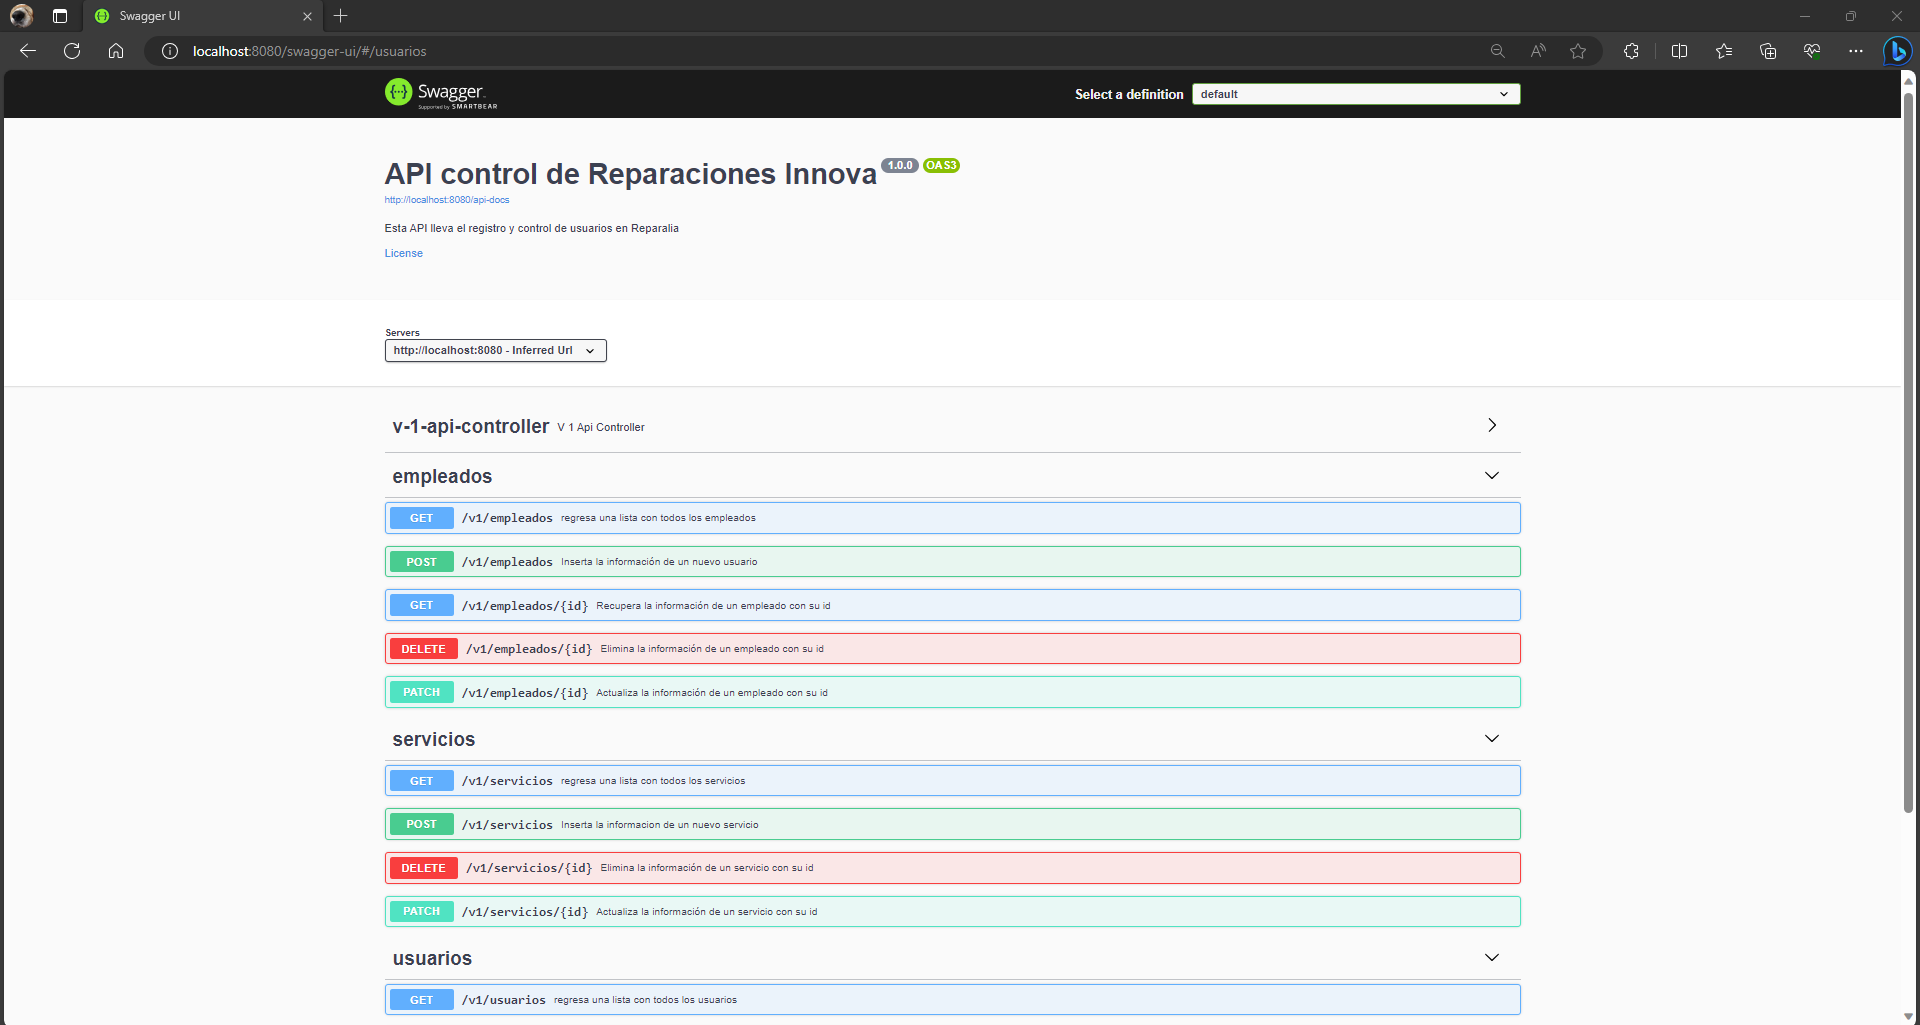 Swagger UI
localhost:8080/swagger-ui/#/usuarios
Swagger
Supported by SMARTBEAR
Select a definition
default
API control de Reparaciones Innova 1.0.0 OAS3
http://localhost:8080/api-docs
Esta API lleva el registro y control de usuarios en Reparalia
License
Servers
http://localhost:8080 - Inferred Url
v-1-api-controller V 1 Api Controller
empleados
GET /v1/empleados regresa una lista con todos los empleados
POST /v1/empleados Inserta la información de un nuevo usuario
GET /v1/empleados/{id} Recupera la información de un empleado con su id
DELETE /v1/empleados/{id} Elimina la información de un empleado con su id
PATCH /v1/empleados/{id} Actualiza la información de un empleado con su id
servicios
GET /v1/servicios regresa una lista con todos los servicios
POST /v1/servicios Inserta la informacion de un nuevo servicio
DELETE /v1/servicios/{id} Elimina la información de un servicio con su id
PATCH /v1/servicios/{id} Actualiza la información de un servicio con su id
usuarios
GET /v1/usuarios regresa una lista con todos los usuarios